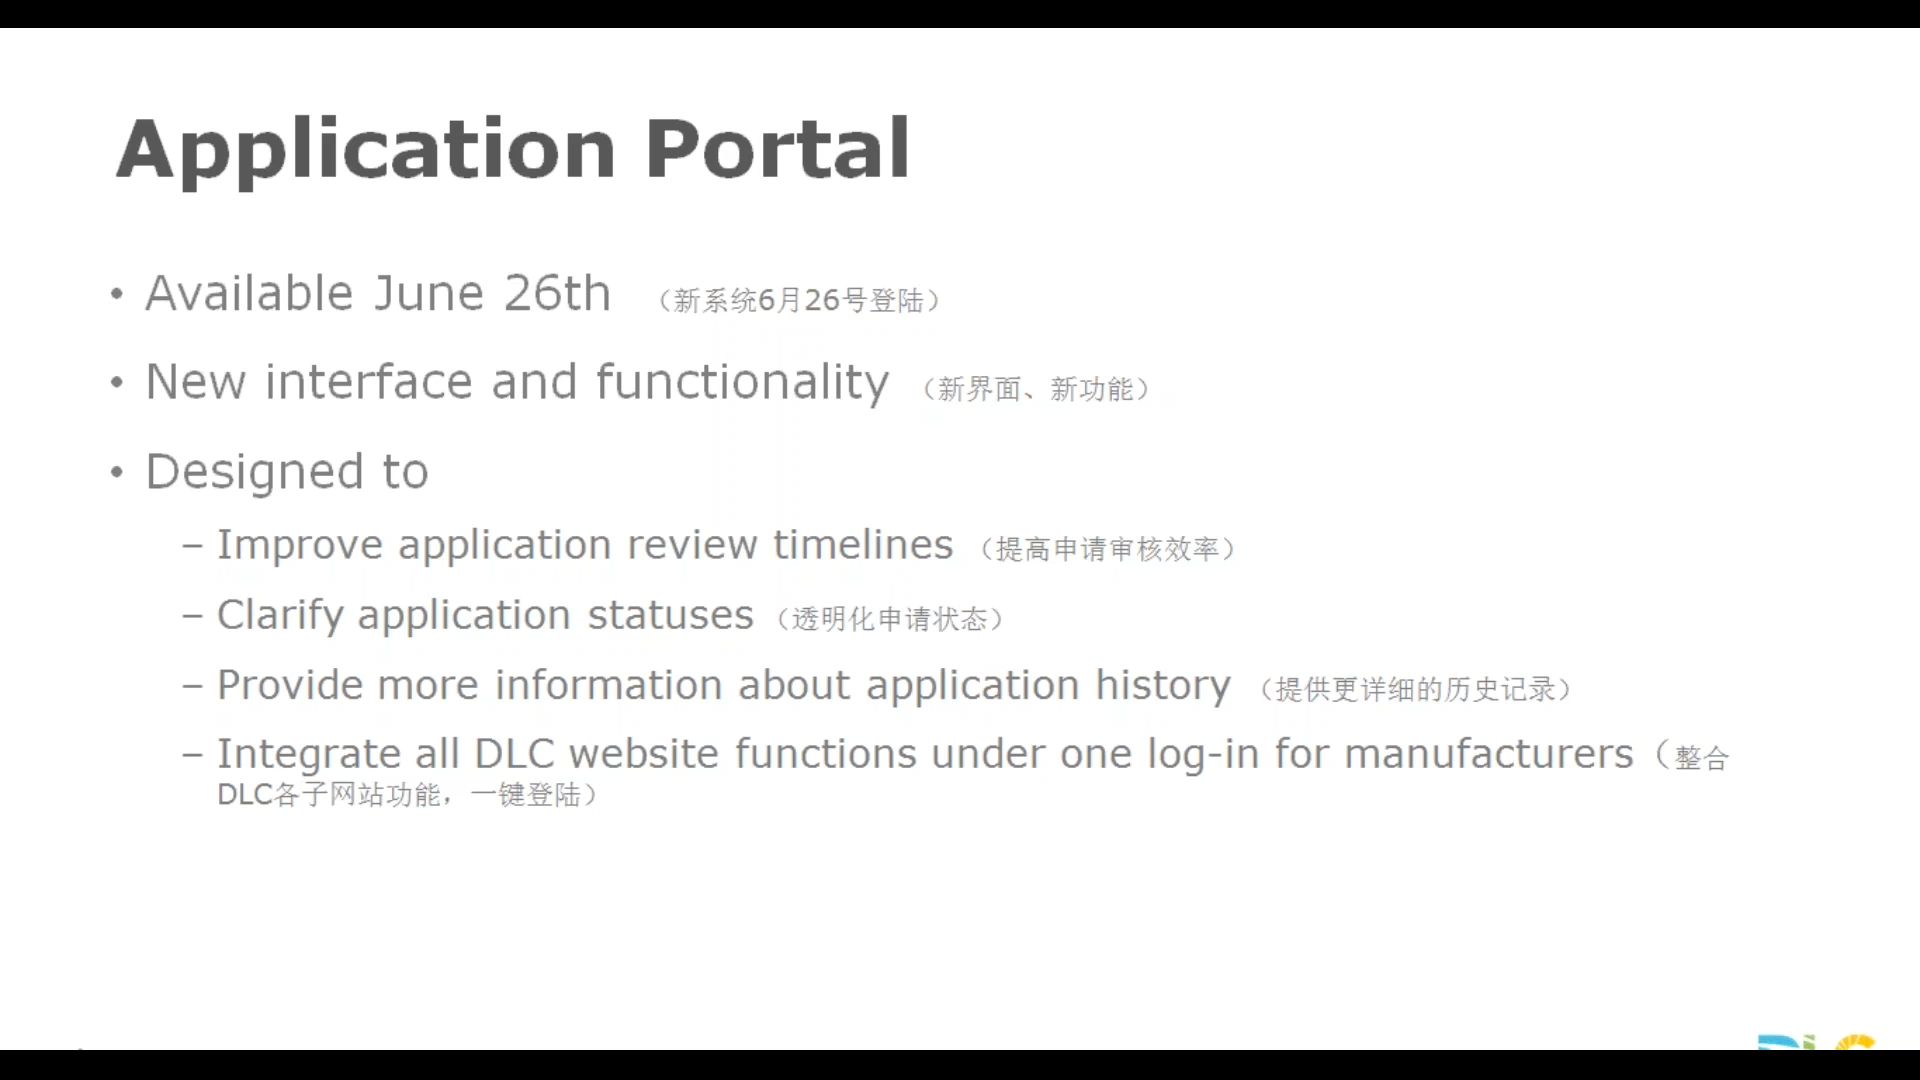 Application Portal
• Available June 26th （新系统6月26号登陆）
• New interface and functionality （新界面、新功能）
• Designed to
– Improve application review timelines （提高申请审核效率）
– Clarify application statuses （透明化申请状态）
– Provide more information about application history （提供更详细的历史记录）
– Integrate all DLC website functions under one log-in for manufacturers（整合
DLC各子网站功能，一键登陆）